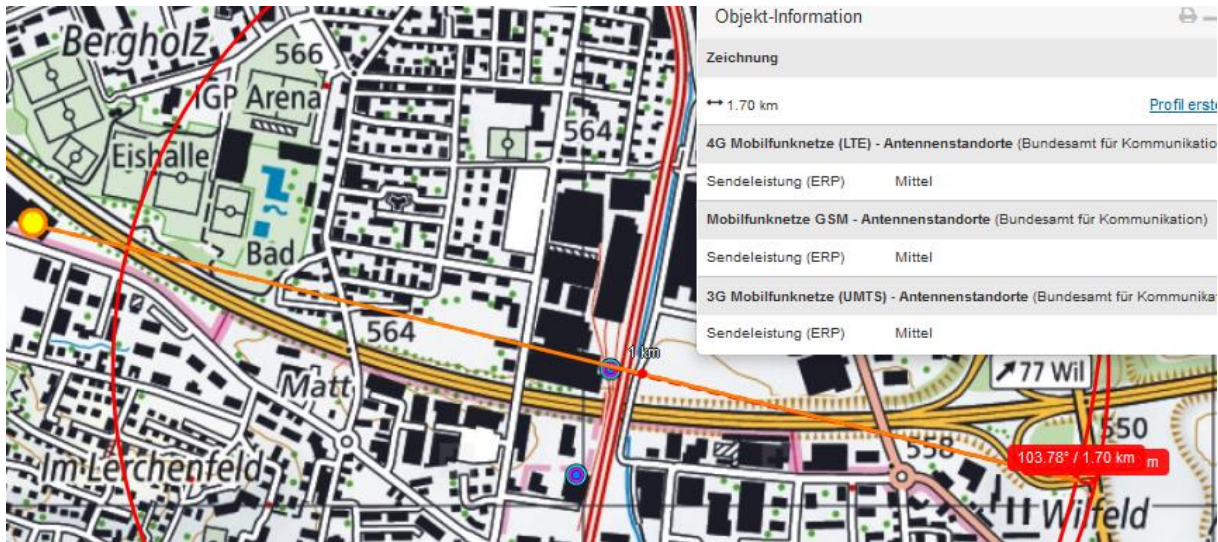 Objekt-Information
Zeichnung
↔ 1.70 km
Profil erste
4G Mobilfunknetze (LTE) - Antennenstandorte (Bundesamt für Kommunikatio
Sendeleistung (ERP) Mittel
Mobilfunknetze GSM - Antennenstandorte (Bundesamt für Kommunikation)
Sendeleistung (ERP) Mittel
3G Mobilfunknetze (UMTS) - Antennenstandorte (Bundesamt für Kommunika
Sendeleistung (ERP) Mittel
Bergholz
566
IGP Arena
564
Eishalle
Bad
564
1 km
Matt
77 Wil
Im Lerchenfeld
558
550
103.78° / 1.70 km
m
Wilfeld